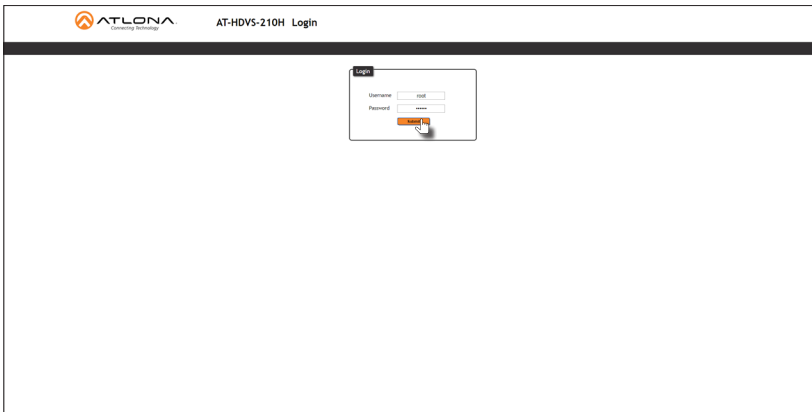 ATLONA
Connecting Technology
AT-HDVS-210H Login
Login
Username root
Password ••••••
Submit